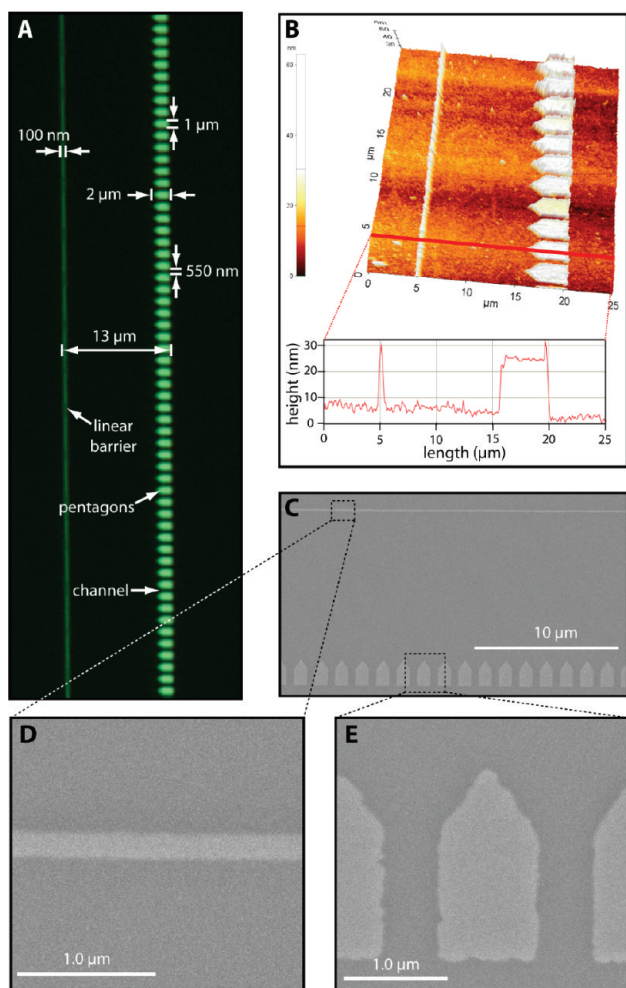 A
100 nm
1 µm
2 µm
550 nm
13 µm
linear
barrier
pentagons
channel
B
nm
60
40
20
0
20
15
10
5
0
µm
0
5
10
15
20
25
µm
30
20
10
0
height (nm)
0
5
10
15
20
25
length (µm)
C
10 µm
D
1.0 µm
E
1.0 µm